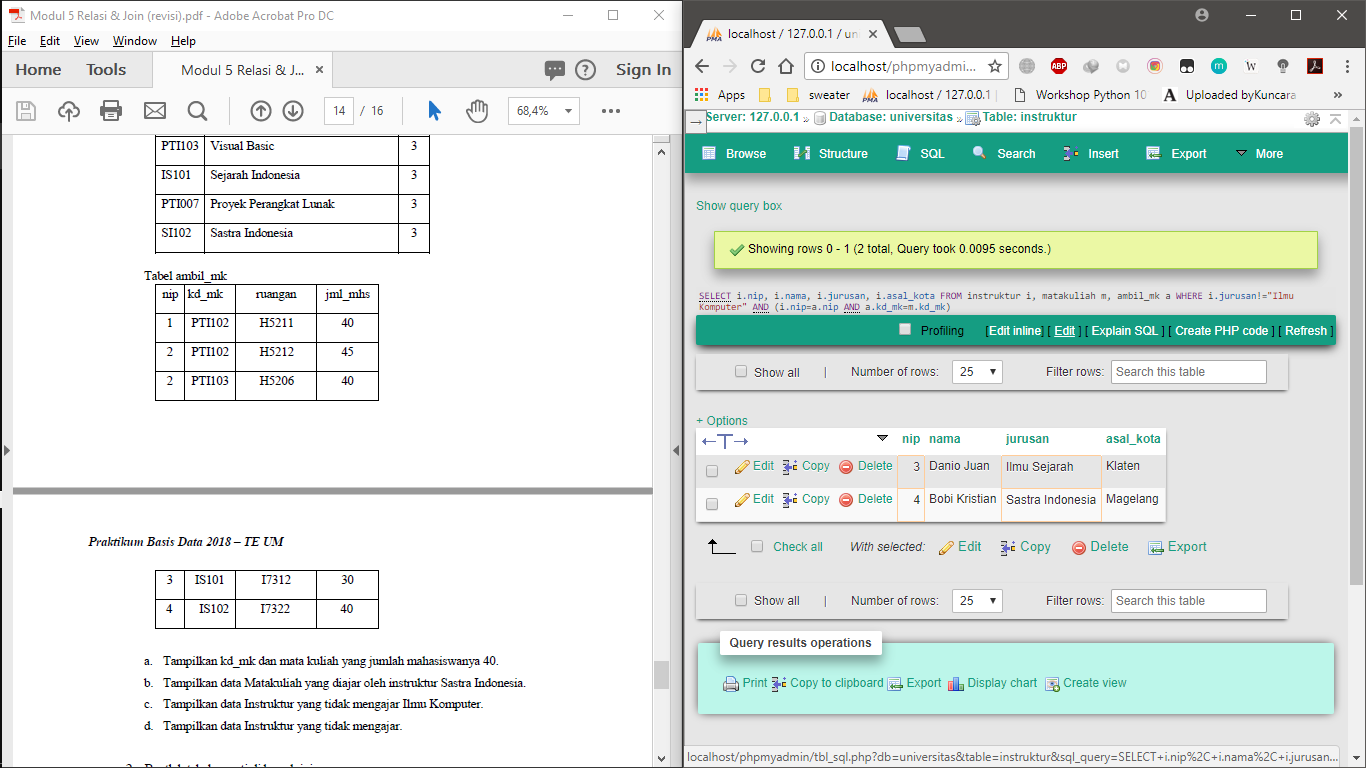 Modul 5 Relasi & Join (revisi).pdf - Adobe Acrobat Pro DC
File Edit View Window Help
Home Tools Modul 5 Relasi & J... × Sign In
14 / 16 68,4%
PTI103 Visual Basic 3
IS101 Sejarah Indonesia 3
PTI007 Proyek Perangkat Lunak 3
SI102 Sastra Indonesia 3
Tabel ambil_mk
nip kd_mk ruangan jml_mhs
1 PTI102 H5211 40
2 PTI102 H5212 45
2 PTI103 H5206 40
Praktikum Basis Data 2018 – TE UM
3 IS101 I7312 30
4 IS102 I7322 40
a. Tampilkan kd_mk dan mata kuliah yang jumlah mahasiswanya 40.
b. Tampilkan data Matakuliah yang diajar oleh instruktur Sastra Indonesia.
c. Tampilkan data Instruktur yang tidak mengajar Ilmu Komputer.
d. Tampilkan data Instruktur yang tidak mengajar.
localhost / 127.0.0.1 / un
localhost/phpmyadmi...
Apps sweater localhost / 127.0.0.1 Workshop Python 10 Uploaded byKuncara »
Server: 127.0.0.1 » Database: universitas » Table: instruktur
Browse Structure SQL Search Insert Export More
Show query box
Showing rows 0 - 1 (2 total, Query took 0.0095 seconds.)
SELECT i.nip, i.nama, i.jurusan, i.asal_kota FROM instruktur i, matakuliah m, ambil_mk a WHERE i.jurusan!="Ilmu
Komputer" AND (i.nip=a.nip AND a.kd_mk=m.kd_mk)
Profiling [Edit inline] [ Edit ] [ Explain SQL ] [ Create PHP code ] [ Refresh ]
Show all | Number of rows: 25 Filter rows: Search this table
+ Options
nip nama jurusan asal_kota
Edit Copy Delete 3 Danio Juan Ilmu Sejarah Klaten
Edit Copy Delete 4 Bobi Kristian Sastra Indonesia Magelang
Check all With selected: Edit Copy Delete Export
Show all | Number of rows: 25 Filter rows: Search this table
Query results operations
Print Copy to clipboard Export Display chart Create view
localhost/phpmyadmin/tbl_sql.php?db=universitas&table=instruktur&sql_query=SELECT+i.nip%2C+i.nama%2C+i.jurusan...